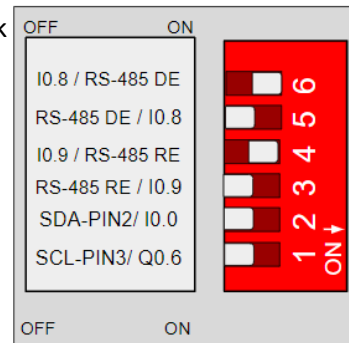 k
OFF ON
I0.8 / RS-485 DE
RS-485 DE / I0.8
I0.9 / RS-485 RE
RS-485 RE / I0.9
SDA-PIN2/ I0.0
SCL-PIN3/ Q0.6
6
5
4
3
2
1
ON
OFF ON